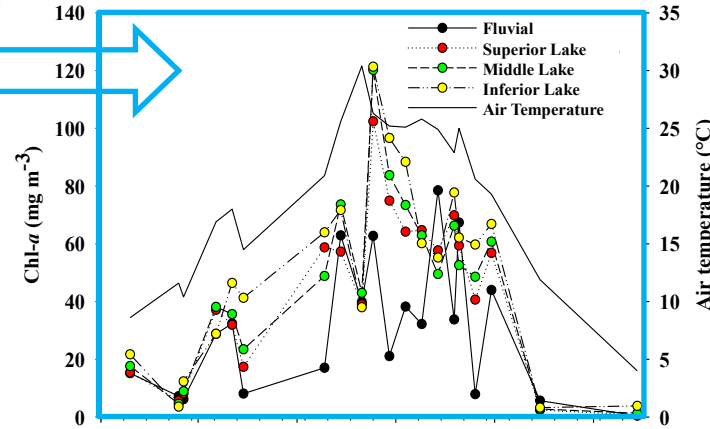 140
120
100
80
60
40
20
0
Chl-a (mg m⁻³)
Fluvial
Superior Lake
Middle Lake
Inferior Lake
Air Temperature
35
30
25
20
15
10
5
0
Air temperature (°C)